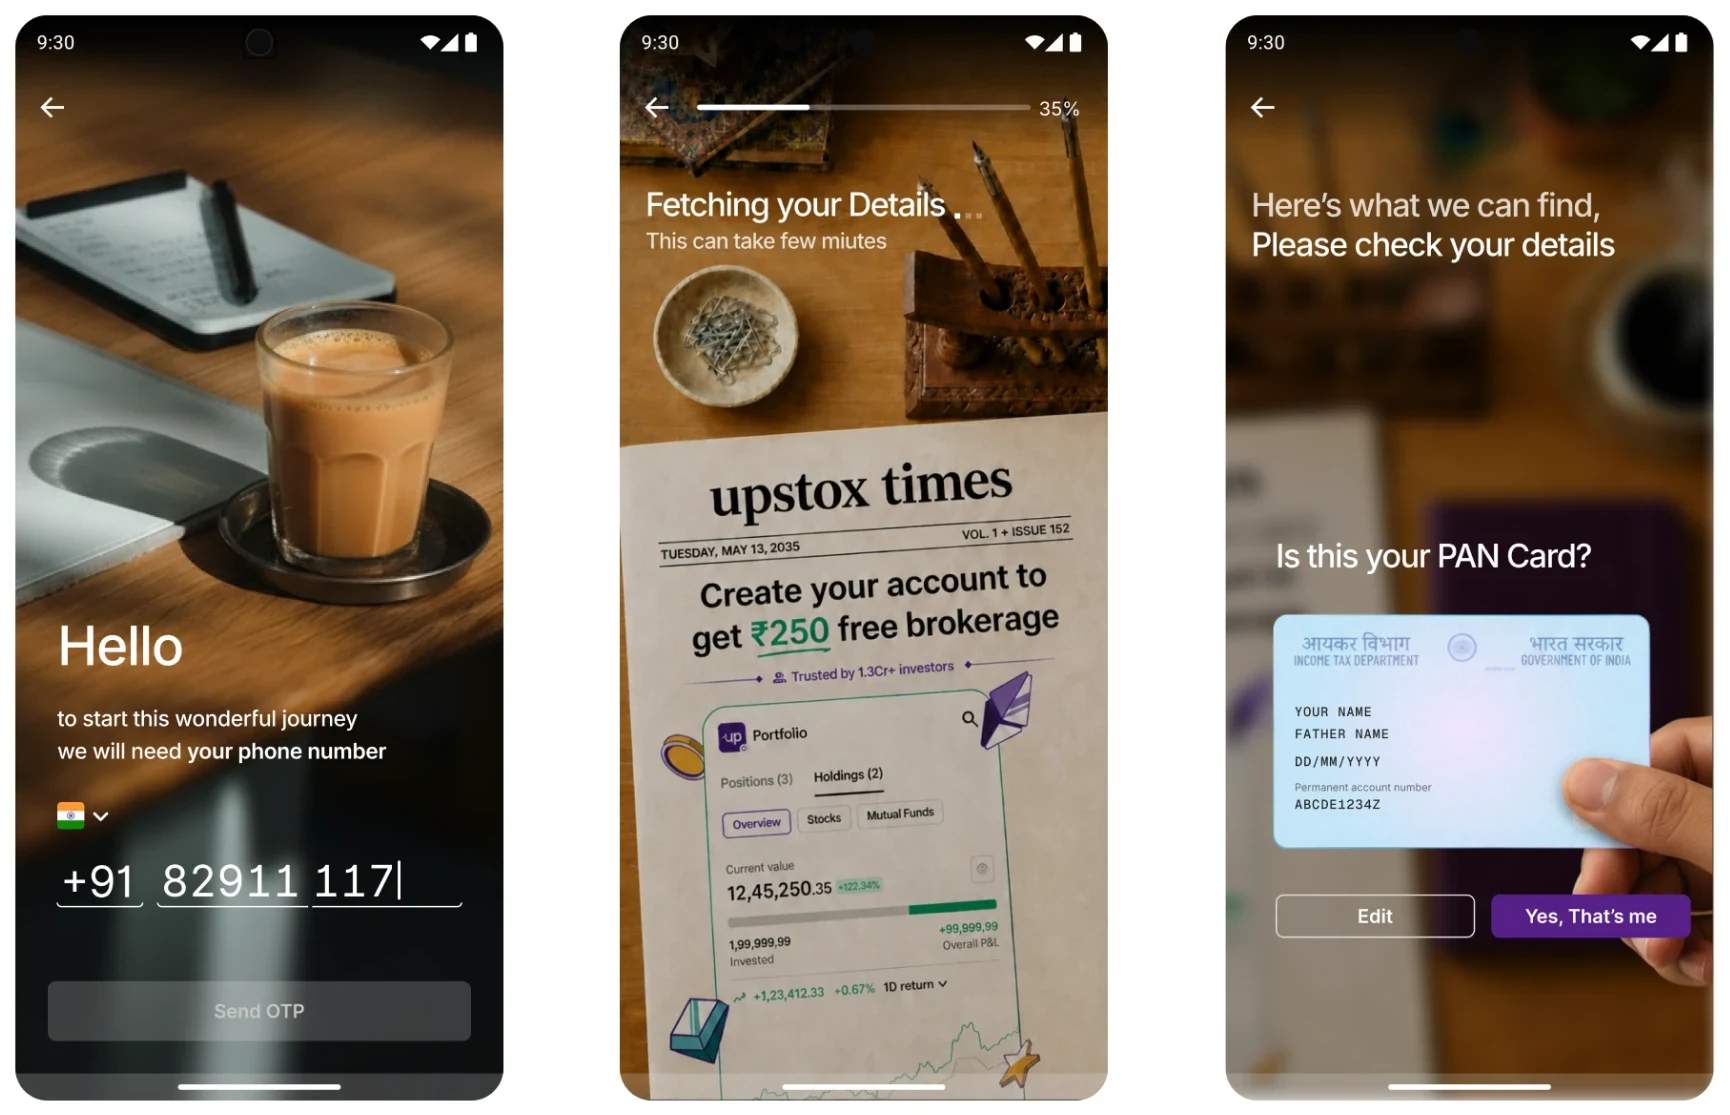 9:30
Hello
to start this wonderful journey
we will need your phone number
+91 82911 117
Send OTP
9:30
35%
Fetching your Details ...
This can take few miutes
upstox times
TUESDAY, MAY 13, 2035
VOL. 1 + ISSUE 152
Create your account to
get ₹250 free brokerage
Trusted by 1.3Cr+ investors
up
Portfolio
Positions (3)
Holdings (2)
Overview
Stocks
Mutual Funds
Current value
12,45,250.35 +122.34%
1,99,999,99
Invested
+99,999,99
Overall P&L
+1,23,412.33 +0.67% 1D return
9:30
Here's what we can find,
Please check your details
Is this your PAN Card?
आयकर विभाग
INCOME TAX DEPARTMENT
भारत सरकार
GOVERNMENT OF INDIA
YOUR NAME
FATHER NAME
DD/MM/YYYY
Permanent account number
ABCDE1234Z
Edit
Yes, That's me